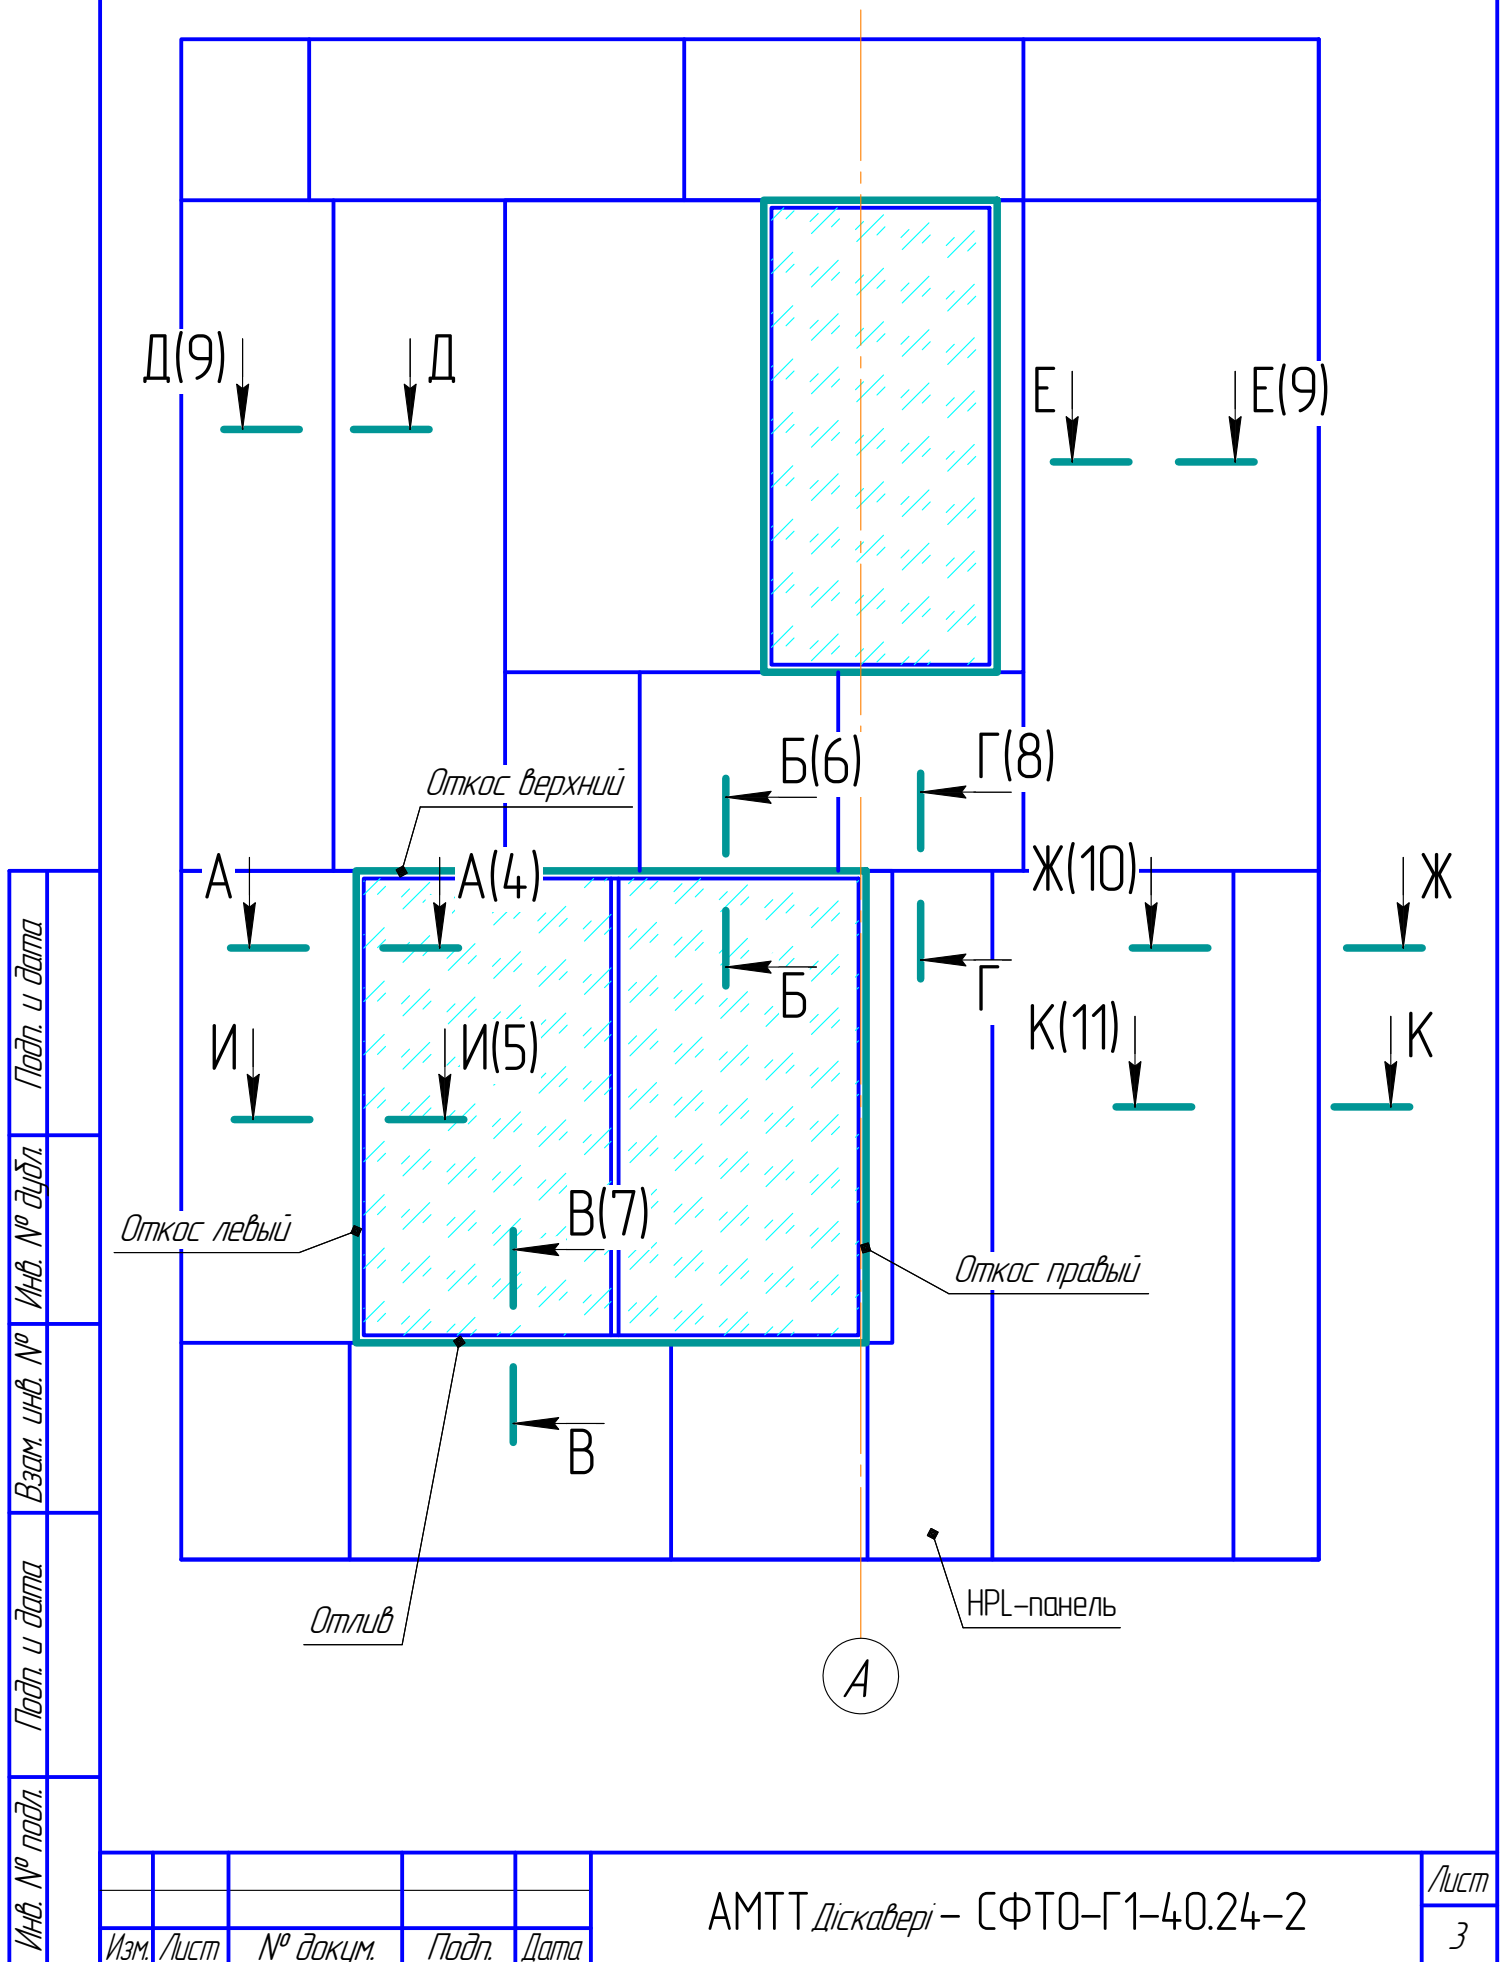 Д(9)
Д
Е
Е(9)
Б(6)
Г(8)
Откос верхний
А
А(4)
Ж(10)
Ж
Б
Г
И
И(5)
К(11)
К
В(7)
Откос левый
Откос правый
В
HPL-панель
Отлив
А
Подп. и дата
Инв. № дубл.
Взам. инв. №
Подп. и дата
Инв. № подл.
Изм. Лист № докум. Подп. Дата
АМТТ Діскавері - СФТО-Г1-40.24-2
Лист
3